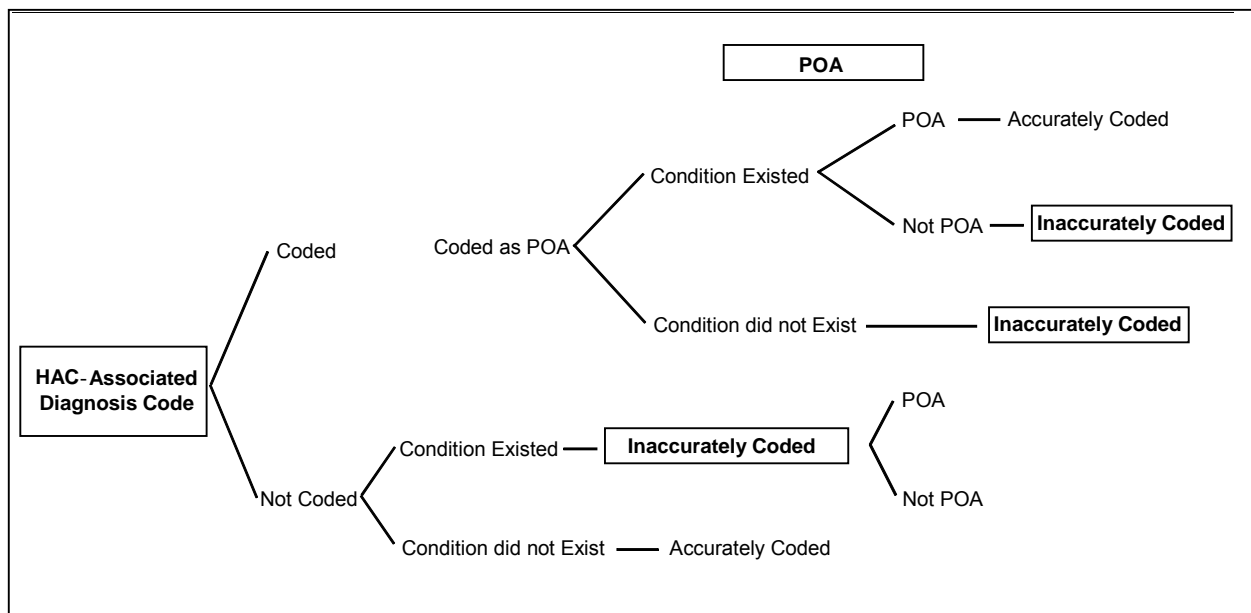 POA
POA
Accurately Coded
Condition Existed
Not POA
Inaccurately Coded
Coded
Coded as POA
Condition did not Exist
Inaccurately Coded
HAC-Associated
Diagnosis Code
POA
Condition Existed
Inaccurately Coded
Not Coded
Not POA
Condition did not Exist
Accurately Coded